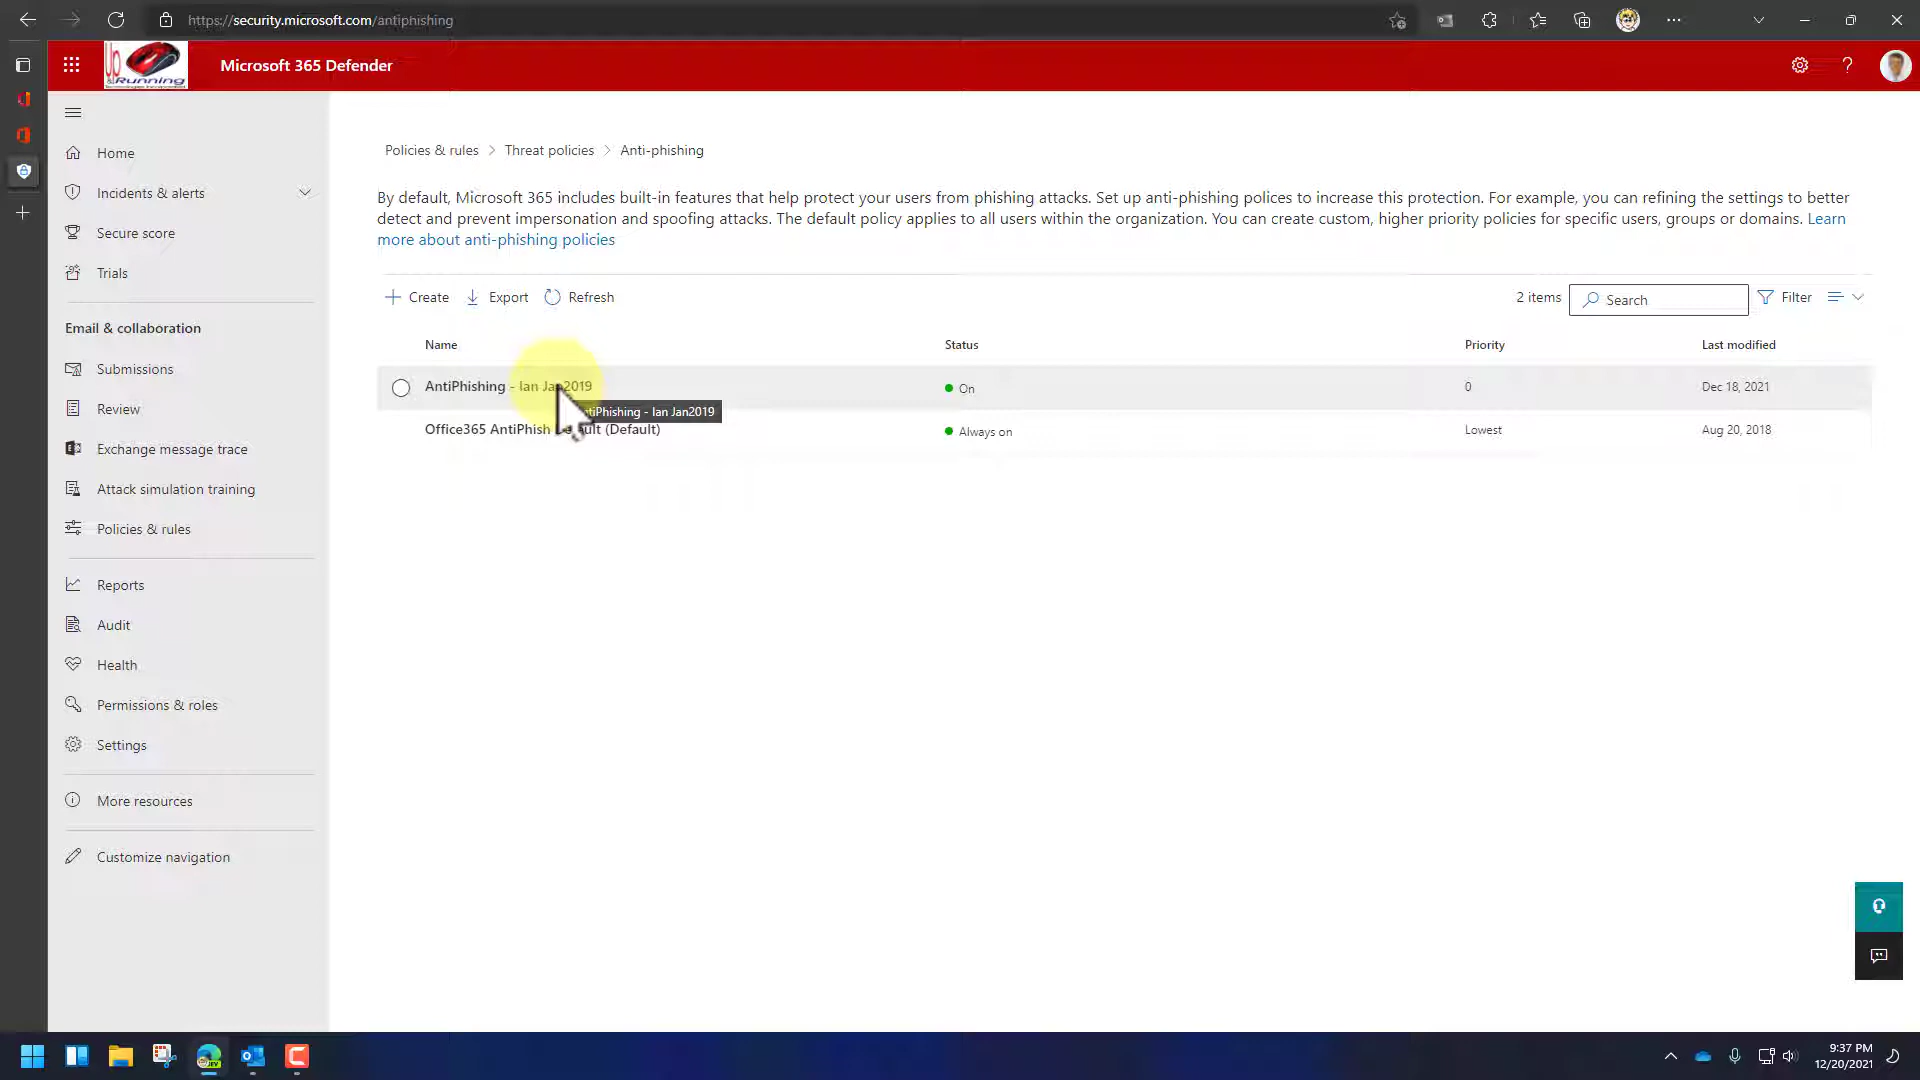 https://security.microsoft.com/antiphishing
Up
Running
Microsoft 365 Defender
?
Home
Incidents & alerts
Secure score
Trials
Email & collaboration
Submissions
Review
Exchange message trace
Attack simulation training
Policies & rules
Reports
Audit
Health
Permissions & roles
Settings
More resources
Customize navigation
Policies & rules > Threat policies > Anti-phishing
By default, Microsoft 365 includes built-in features that help protect your users from phishing attacks. Set up anti-phishing polices to increase this protection. For example, you can refining the settings to better
detect and prevent impersonation and spoofing attacks. The default policy applies to all users within the organization. You can create custom, higher priority policies for specific users, groups or domains. Learn
more about anti-phishing policies
Create Export Refresh 2 items Search Filter
Name Status Priority Last modified
AntiPhishing - Ian Jan2019 On 0 Dec 18, 2021
AntiPhishing - Ian Jan2019
Office365 AntiPhish Default (Default) Always on Lowest Aug 20, 2018
9:37 PM
12/20/2021